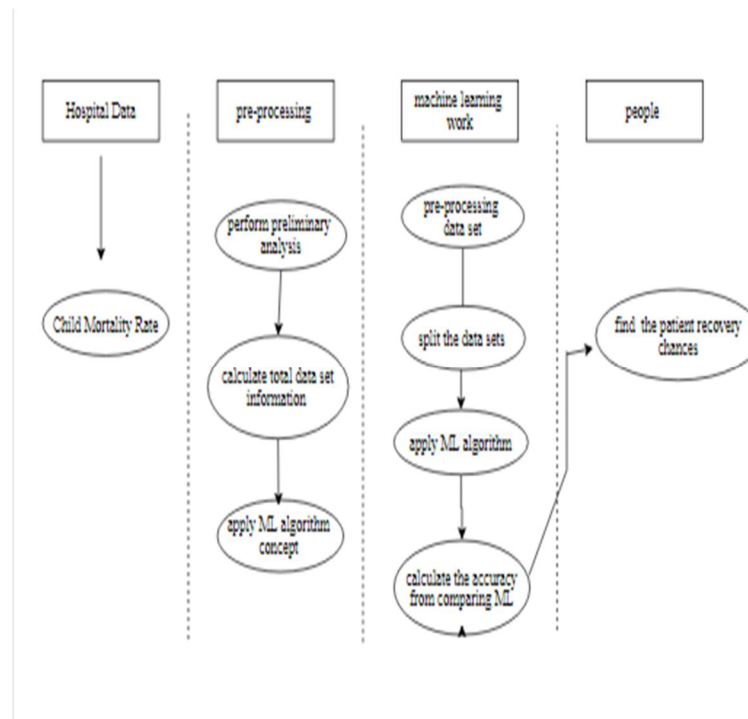 Hospital Data
pre-processing
machine learning
work
people
perform preliminary
analysis
pre-processing
data set
Child Mortality Rate
split the data sets
find the patient recovery
chances
calculate total data set
information
apply ML algorithm
apply ML algorithm
concept
calculate the accuracy
from comparing ML